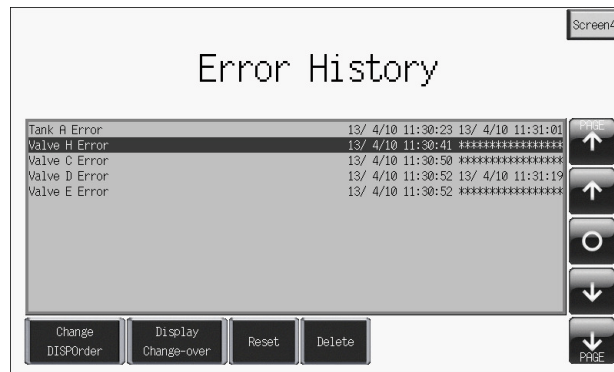 Screen4
Error History
Tank A Error 13/ 4/10 11:30:23 13/ 4/10 11:31:01
Valve H Error 13/ 4/10 11:30:41 *****************
Valve C Error 13/ 4/10 11:30:50 *****************
Valve D Error 13/ 4/10 11:30:52 13/ 4/10 11:31:19
Valve E Error 13/ 4/10 11:30:52 *****************
PAGE
Change
DISPOrder
Display
Change-over
Reset
Delete
PAGE